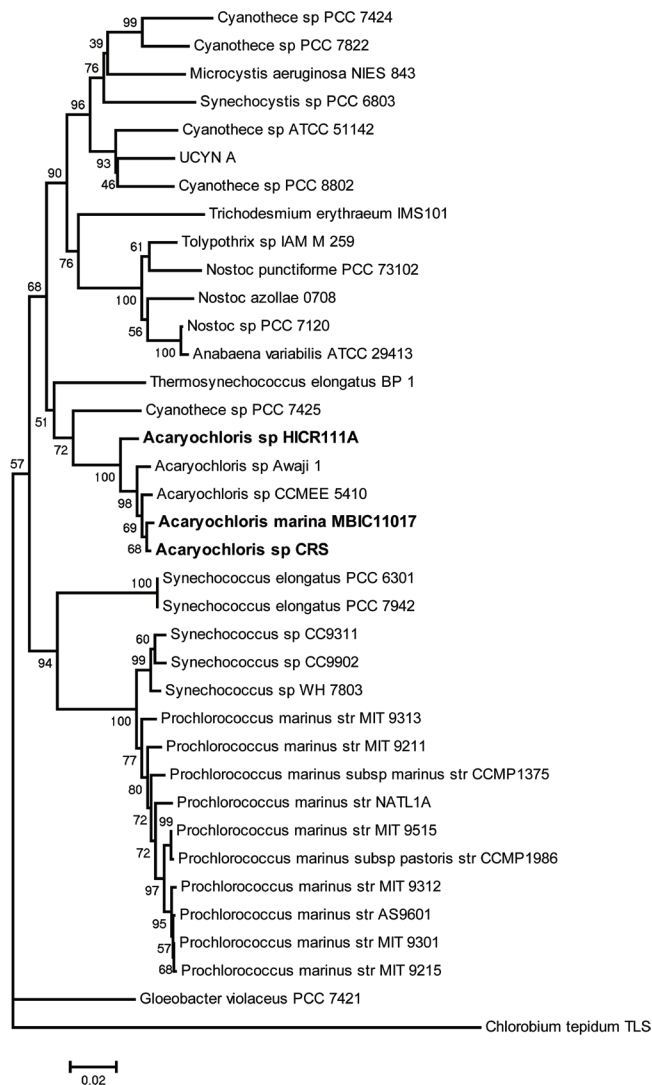 99
Cyanothece sp PCC 7424
39
Cyanothece sp PCC 7822
76
Microcystis aeruginosa NIES 843
96
Synechocystis sp PCC 6803
Cyanothece sp ATCC 51142
93
UCYN A
90
46
Cyanothece sp PCC 8802
Trichodesmium erythraeum IMS101
61
Tolypothrix sp IAM M 259
76
Nostoc punctiforme PCC 73102
68
100
Nostoc azollae 0708
56
Nostoc sp PCC 7120
100
Anabaena variabilis ATCC 29413
Thermosynechococcus elongatus BP 1
51
Cyanothece sp PCC 7425
72
Acaryochloris sp HICR111A
57
100
Acaryochloris sp Awaji 1
98
Acaryochloris sp CCMEE 5410
69
Acaryochloris marina MBIC11017
68
Acaryochloris sp CRS
100
Synechococcus elongatus PCC 6301
Synechococcus elongatus PCC 7942
60
Synechococcus sp CC9311
94
99
Synechococcus sp CC9902
Synechococcus sp WH 7803
100
Prochlorococcus marinus str MIT 9313
77
Prochlorococcus marinus str MIT 9211
80
Prochlorococcus marinus subsp marinus str CCMP1375
72
Prochlorococcus marinus str NATL1A
72
99
Prochlorococcus marinus str MIT 9515
Prochlorococcus marinus subsp pastoris str CCMP1986
97
Prochlorococcus marinus str MIT 9312
95
Prochlorococcus marinus str AS9601
57
Prochlorococcus marinus str MIT 9301
68
Prochlorococcus marinus str MIT 9215
Gloeobacter violaceus PCC 7421
Chlorobium tepidum TLS
0.02